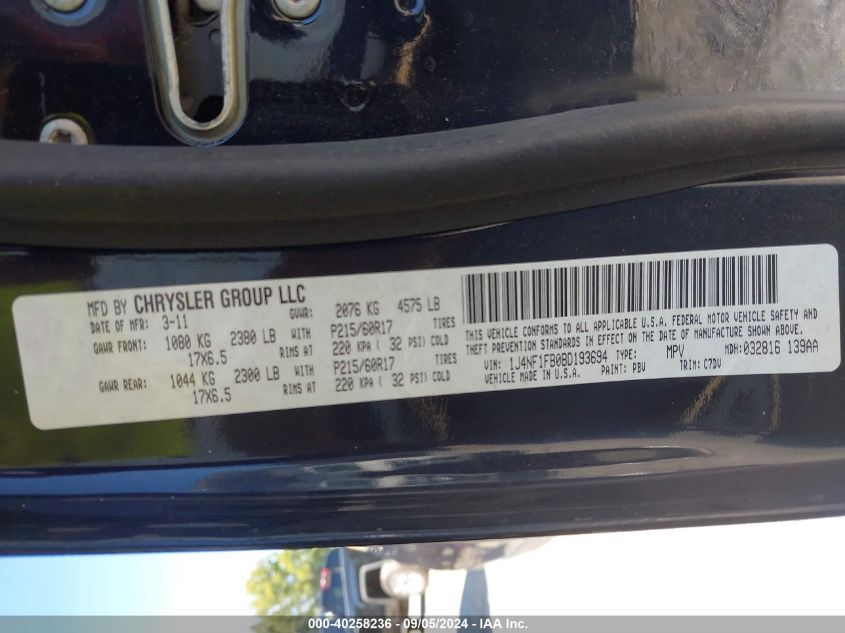 MFD BY CHRYSLER GROUP LLC
DATE OF MFR: 3-11 GVWR: 2076 KG 4575 LB
GAWR FRONT: 1080 KG 2380 LB WITH P215/60R17 TIRES
17X6.5 RIMS AT 220 KPA ( 32 PSI) COLD
GAWR REAR: 1044 KG 2300 LB WITH P215/60R17 TIRES
17X6.5 RIMS AT 220 KPA ( 32 PSI) COLD
THIS VEHICLE CONFORMS TO ALL APPLICABLE U.S.A. FEDERAL MOTOR VEHICLE SAFETY AND
THEFT PREVENTION STANDARDS IN EFFECT ON THE DATE OF MANUFACTURE SHOWN ABOVE.
VIN: 1J4NF1FB0BD193694 TYPE: MPV MDH: 032816 139AA
VEHICLE MADE IN U.S.A. PAINT: PBV TRIM: C7DV
000-40258236 - 09/05/2024 - IAA Inc.